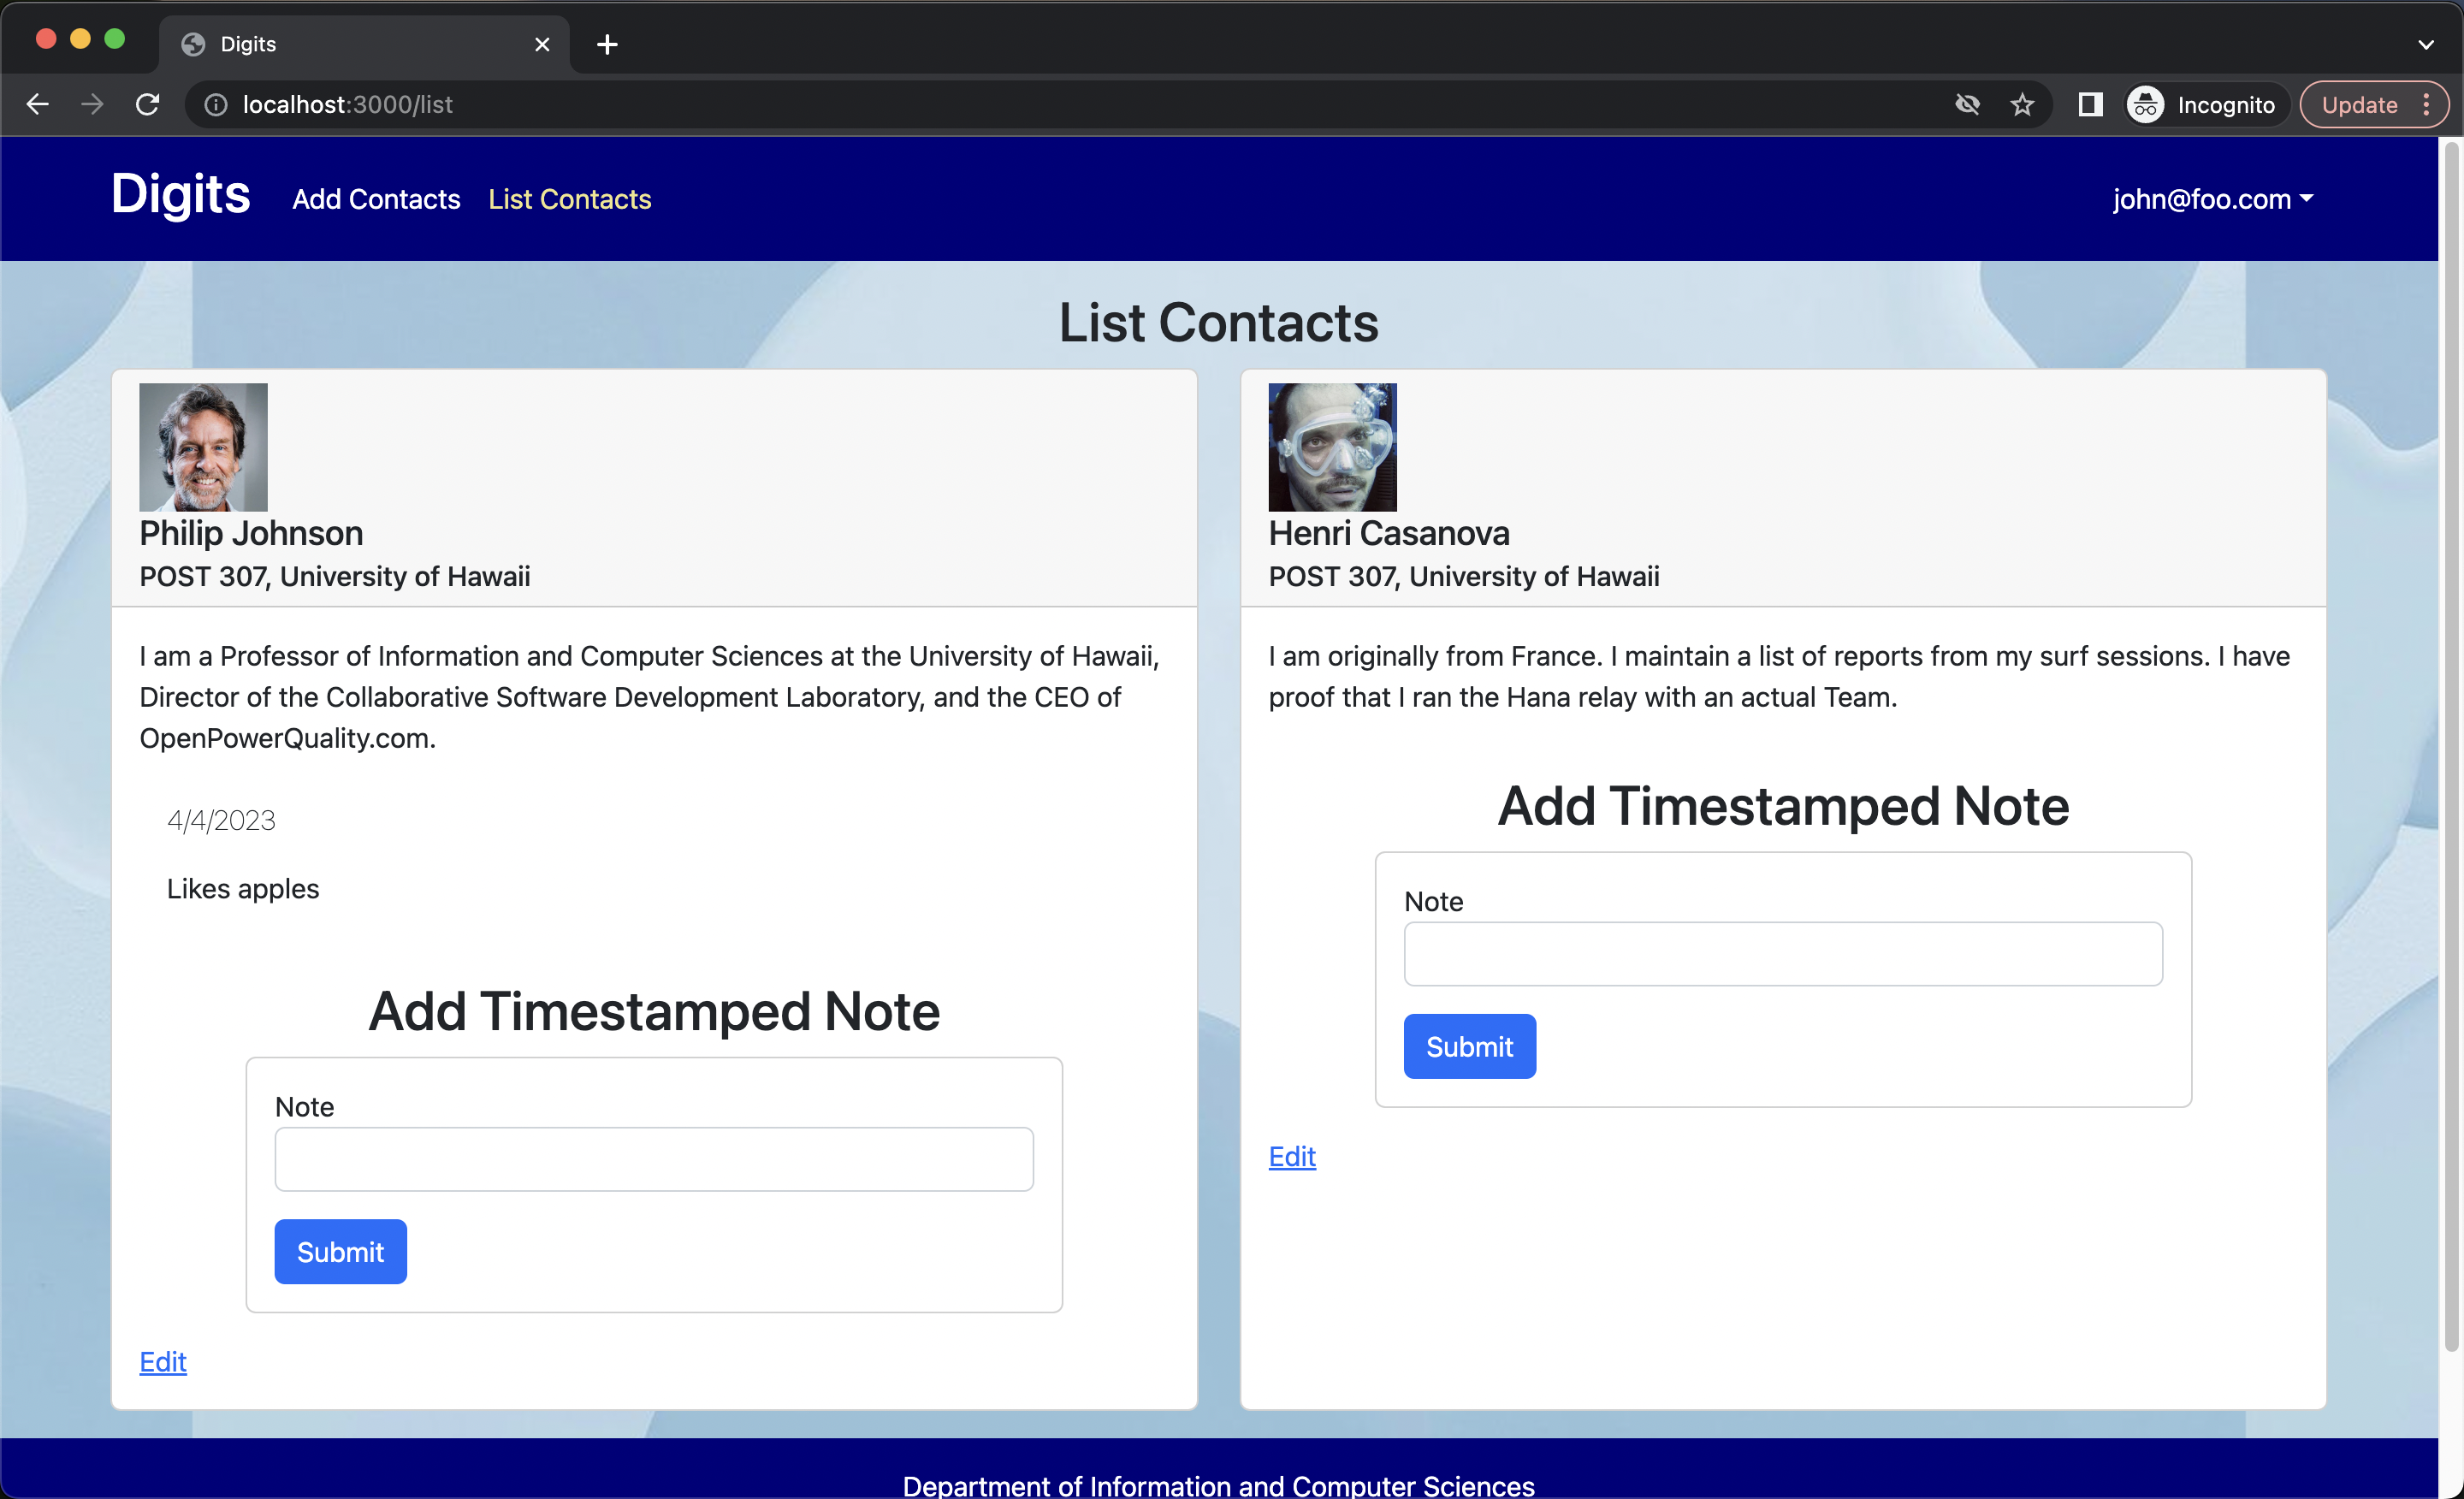 Digits
localhost:3000/list
Incognito
Update
Digits
Add Contacts
List Contacts
john@foo.com
List Contacts
Philip Johnson
POST 307, University of Hawaii
I am a Professor of Information and Computer Sciences at the University of Hawaii,
Director of the Collaborative Software Development Laboratory, and the CEO of
OpenPowerQuality.com.
4/4/2023
Likes apples
Add Timestamped Note
Note
Submit
Edit
Henri Casanova
POST 307, University of Hawaii
I am originally from France. I maintain a list of reports from my surf sessions. I have
proof that I ran the Hana relay with an actual Team.
Add Timestamped Note
Note
Submit
Edit
Department of Information and Computer Sciences